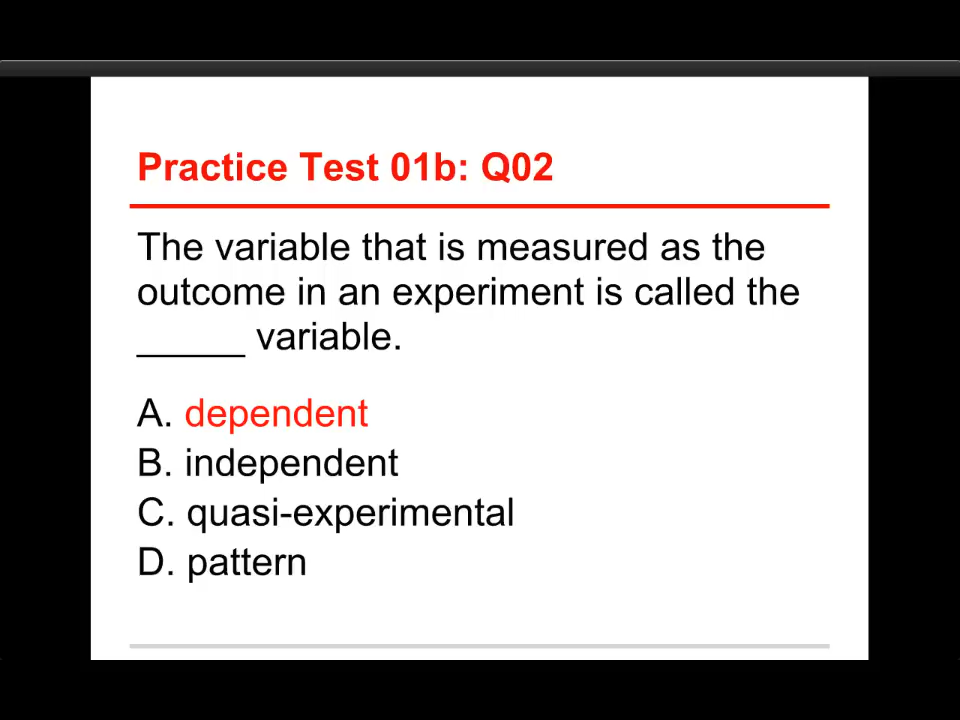 Practice Test 01b: Q02
The variable that is measured as the
outcome in an experiment is called the
_____ variable.
A. dependent
B. independent
C. quasi-experimental
D. pattern